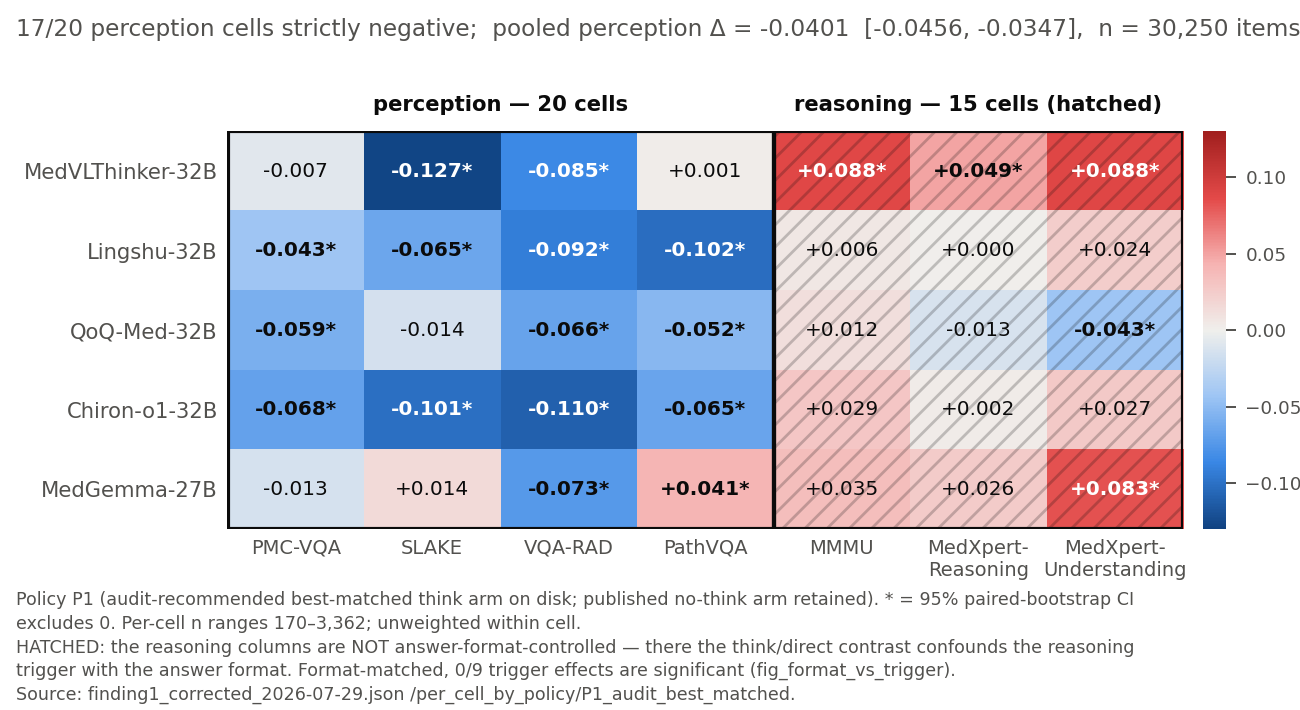 17/20 perception cells strictly negative;  pooled perception Δ = -0.0401  [-0.0456, -0.0347],  n = 30,250 items
perception — 20 cells
reasoning — 15 cells (hatched)
MedVLThinker-32B -0.007 -0.127* -0.085* +0.001 +0.088* +0.049* +0.088*
Lingshu-32B -0.043* -0.065* -0.092* -0.102* +0.006 +0.000 +0.024
QoQ-Med-32B -0.059* -0.014 -0.066* -0.052* +0.012 -0.013 -0.043*
Chiron-o1-32B -0.068* -0.101* -0.110* -0.065* +0.029 +0.002 +0.027
MedGemma-27B -0.013 +0.014 -0.073* +0.041* +0.035 +0.026 +0.083*
0.10
0.05
0.00
−0.05
−0.10
PMC-VQA SLAKE VQA-RAD PathVQA MMMU MedXpert- MedXpert-
Reasoning Understanding
Policy P1 (audit-recommended best-matched think arm on disk; published no-think arm retained). * = 95% paired-bootstrap CI
excludes 0. Per-cell n ranges 170–3,362; unweighted within cell.
HATCHED: the reasoning columns are NOT answer-format-controlled — there the think/direct contrast confounds the reasoning
trigger with the answer format. Format-matched, 0/9 trigger effects are significant (fig_format_vs_trigger).
Source: finding1_corrected_2026-07-29.json /per_cell_by_policy/P1_audit_best_matched.